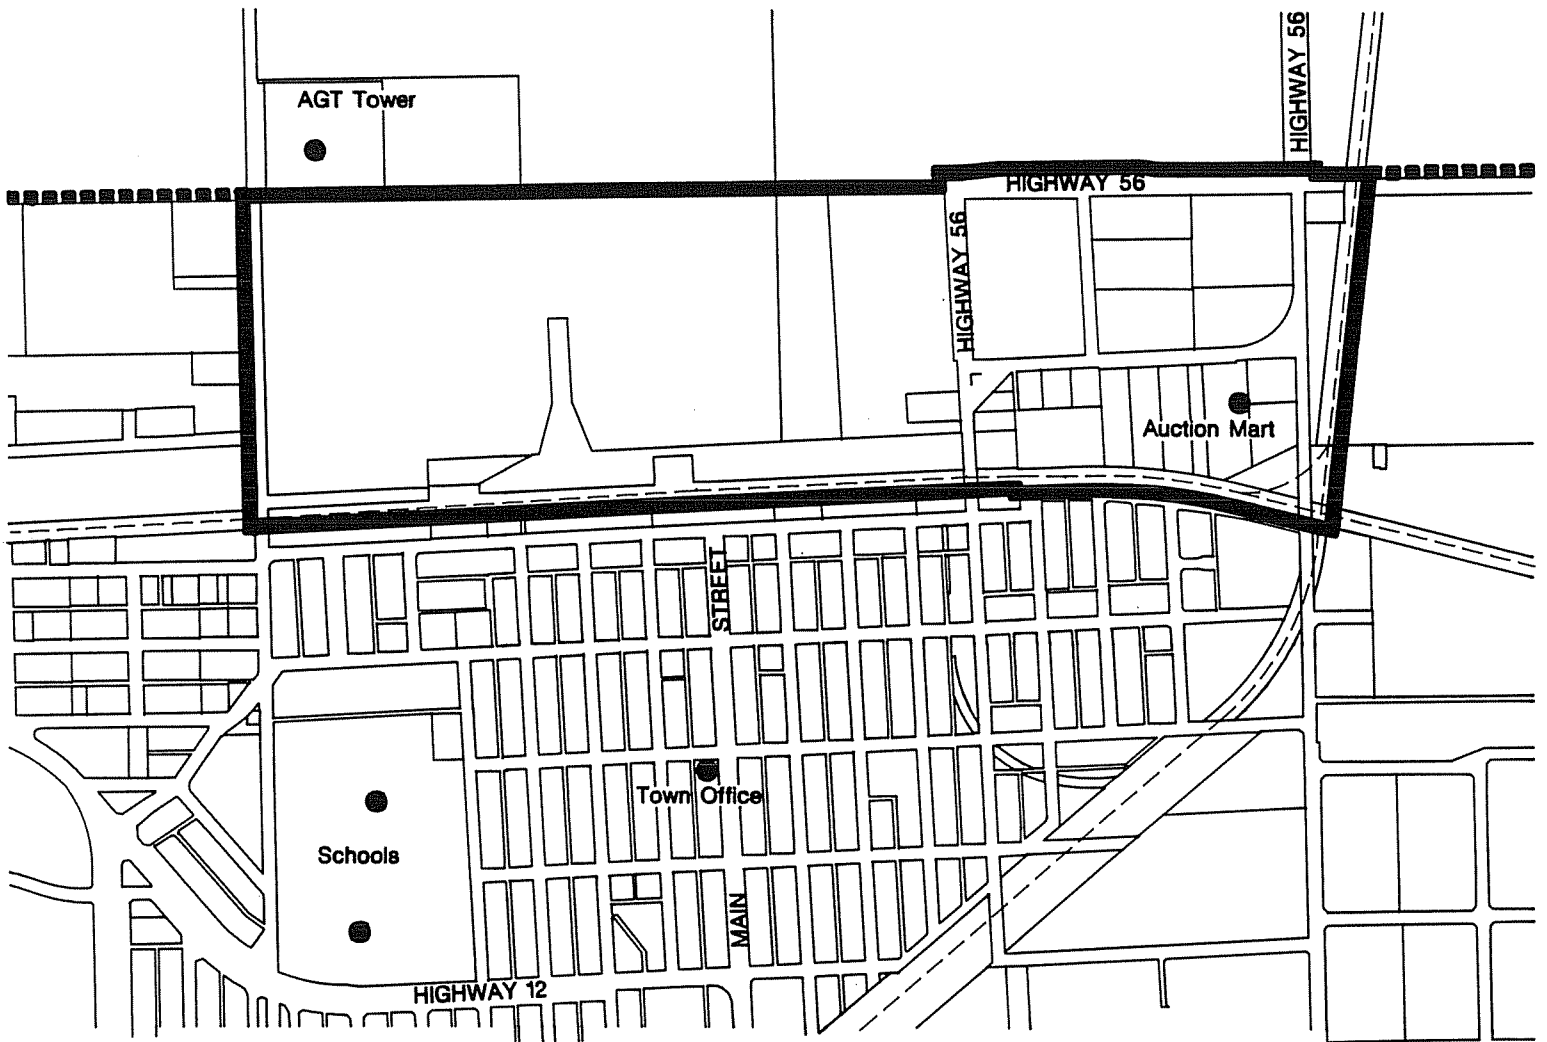 HIGHWAY 56
AGT Tower
HIGHWAY 56
HIGHWAY 56
Auction Mart
STREET
Town Office
Schools
MAIN
HIGHWAY 12